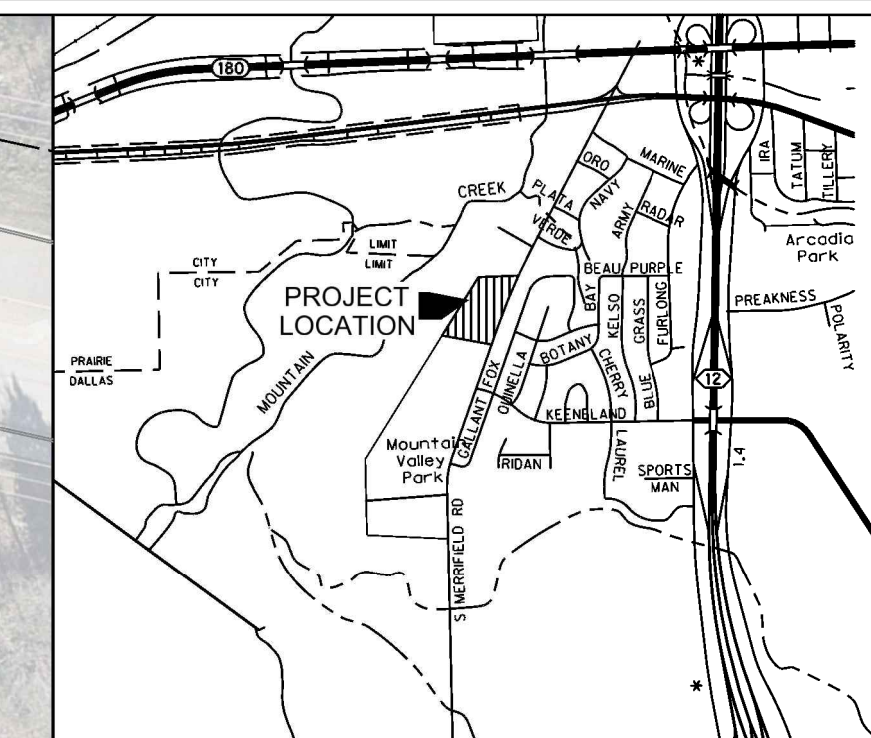 180
ORO
MARINE
IRA
TATUM
TILLERY
CREEK
PLATA
NAVY
ARMY
RADAR
VERDE
Arcadia
Park
LIMIT
LIMIT
CITY
CITY
BEAU
PURPLE
PROJECT
LOCATION
BAY
KELSO
GRASS
FURLONG
PREAKNESS
POLARITY
MOUNTAIN
PRAIRIE
DALLAS
FOX
QUINELLA
BOTANY
CHERRY
BLUE
12
GALLANT
KEENELAND
Mountain
Valley
Park
RIDAN
LAUREL
SPORTS
MAN
1.4
S MERRIFIELD RD
*
*